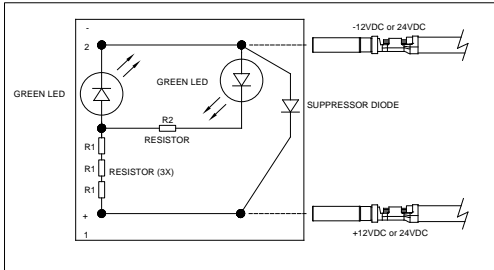 -
2
-12VDC or 24VDC
GREEN LED
GREEN LED
SUPPRESSOR DIODE
R2
RESISTOR
R1
R1
RESISTOR (3X)
R1
+
1
+12VDC or 24VDC